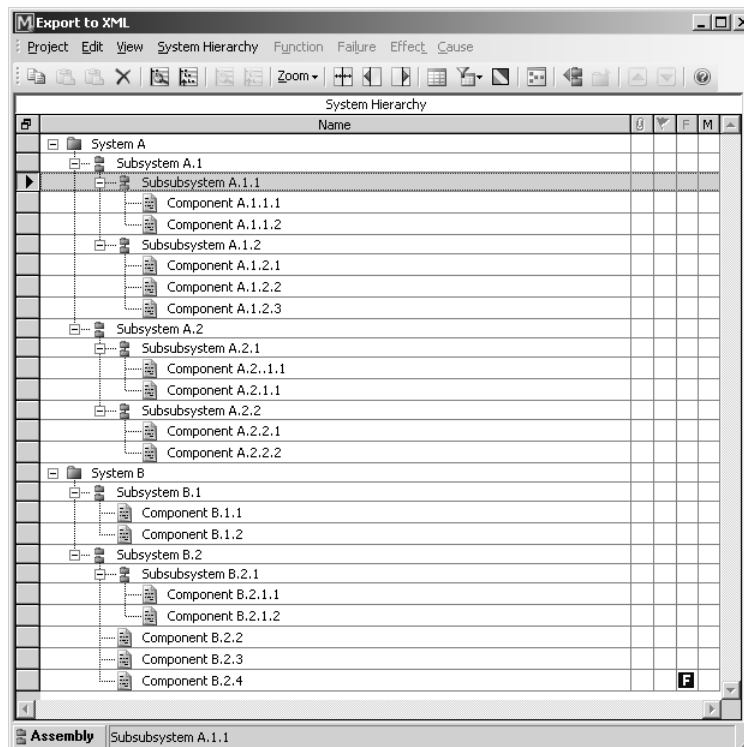 Export to XML
Project Edit View System Hierarchy Function Failure Effect Cause
Zoom
System Hierarchy
Name F M
System A
Subsystem A.1
Subsubsystem A.1.1
Component A.1.1.1
Component A.1.1.2
Subsubsystem A.1.2
Component A.1.2.1
Component A.1.2.2
Component A.1.2.3
Subsystem A.2
Subsubsystem A.2.1
Component A.2..1.1
Component A.2.1.1
Subsubsystem A.2.2
Component A.2.2.1
Component A.2.2.2
System B
Subsystem B.1
Component B.1.1
Component B.1.2
Subsystem B.2
Subsubsystem B.2.1
Component B.2.1.1
Component B.2.1.2
Component B.2.2
Component B.2.3
Component B.2.4 F
Assembly Subsubsystem A.1.1